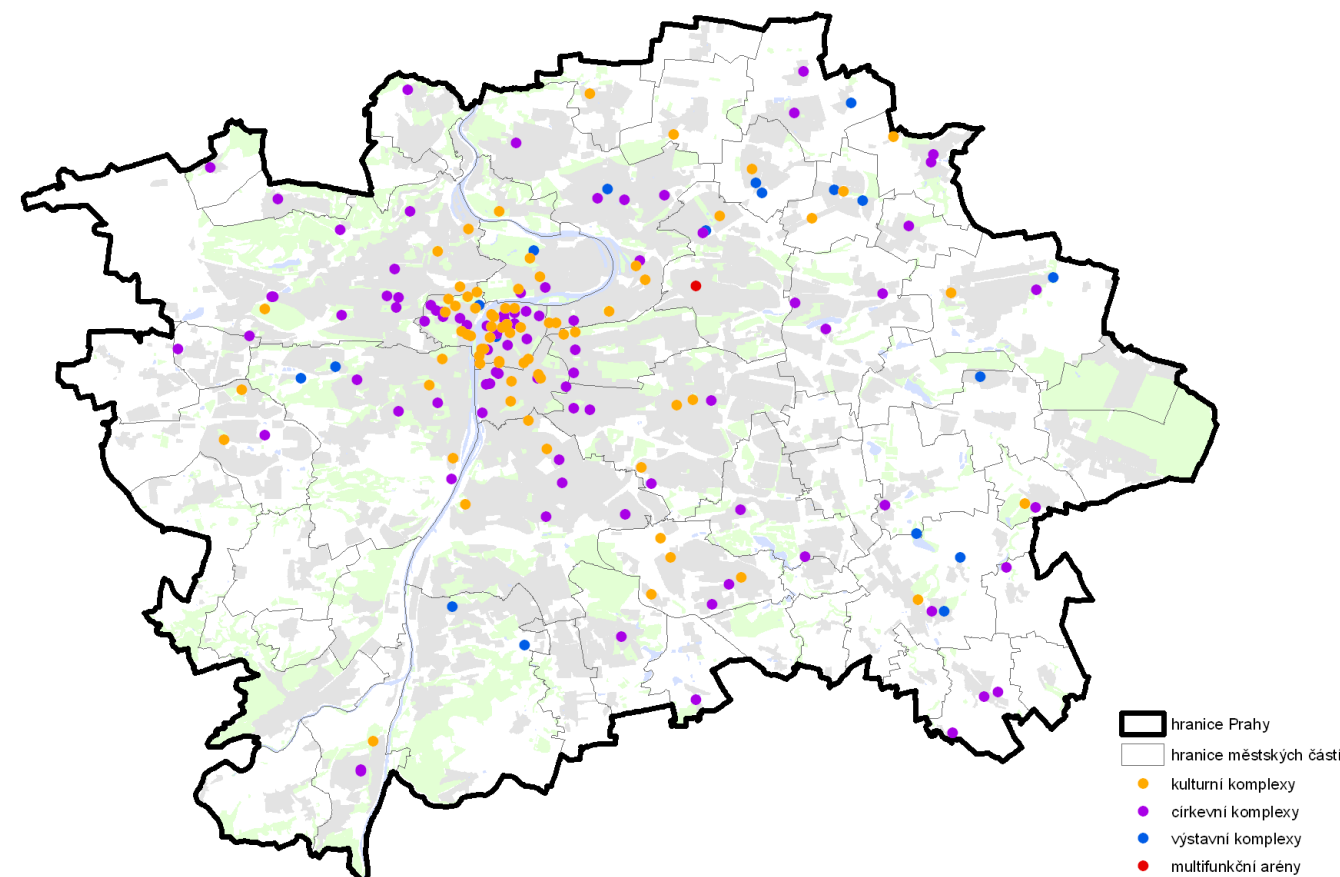 hranice Prahy
hranice městských částí
kulturní komplexy
církevní komplexy
výstavní komplexy
multifunkční arény